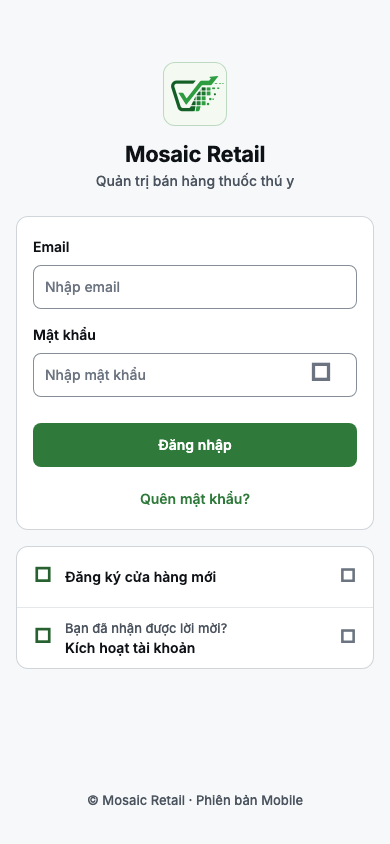 Mosaic Retail
Quản trị bán hàng thuốc thú y
Email
Nhập email
Mật khẩu
Nhập mật khẩu
Đăng nhập
Quên mật khẩu?
Đăng ký cửa hàng mới
Bạn đã nhận được lời mời?
Kích hoạt tài khoản
© Mosaic Retail · Phiên bản Mobile